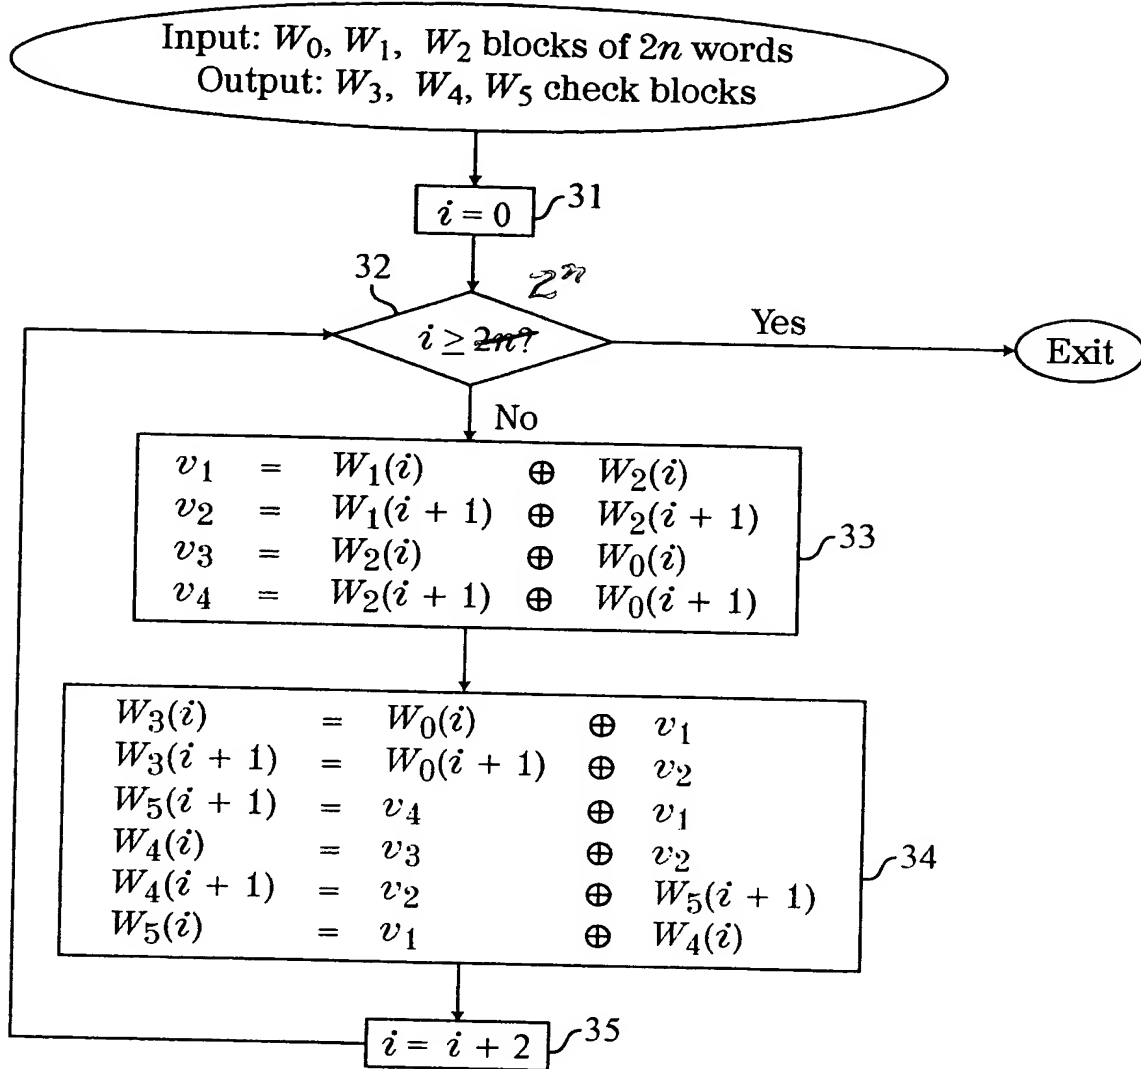 Input: W₀, W₁, W₂ blocks of 2n words
Output: W₃, W₄, W₅ check blocks
i = 0
31
32
2ⁿ
i ≥ 2n?
Yes
Exit
No
v₁ = W₁(i) ⊕ W₂(i)
v₂ = W₁(i + 1) ⊕ W₂(i + 1)
v₃ = W₂(i) ⊕ W₀(i)
v₄ = W₂(i + 1) ⊕ W₀(i + 1)
33
W₃(i) = W₀(i) ⊕ v₁
W₃(i + 1) = W₀(i + 1) ⊕ v₂
W₅(i + 1) = v₄ ⊕ v₁
W₄(i) = v₃ ⊕ v₂
W₄(i + 1) = v₂ ⊕ W₅(i + 1)
W₅(i) = v₁ ⊕ W₄(i)
34
i = i + 2
35